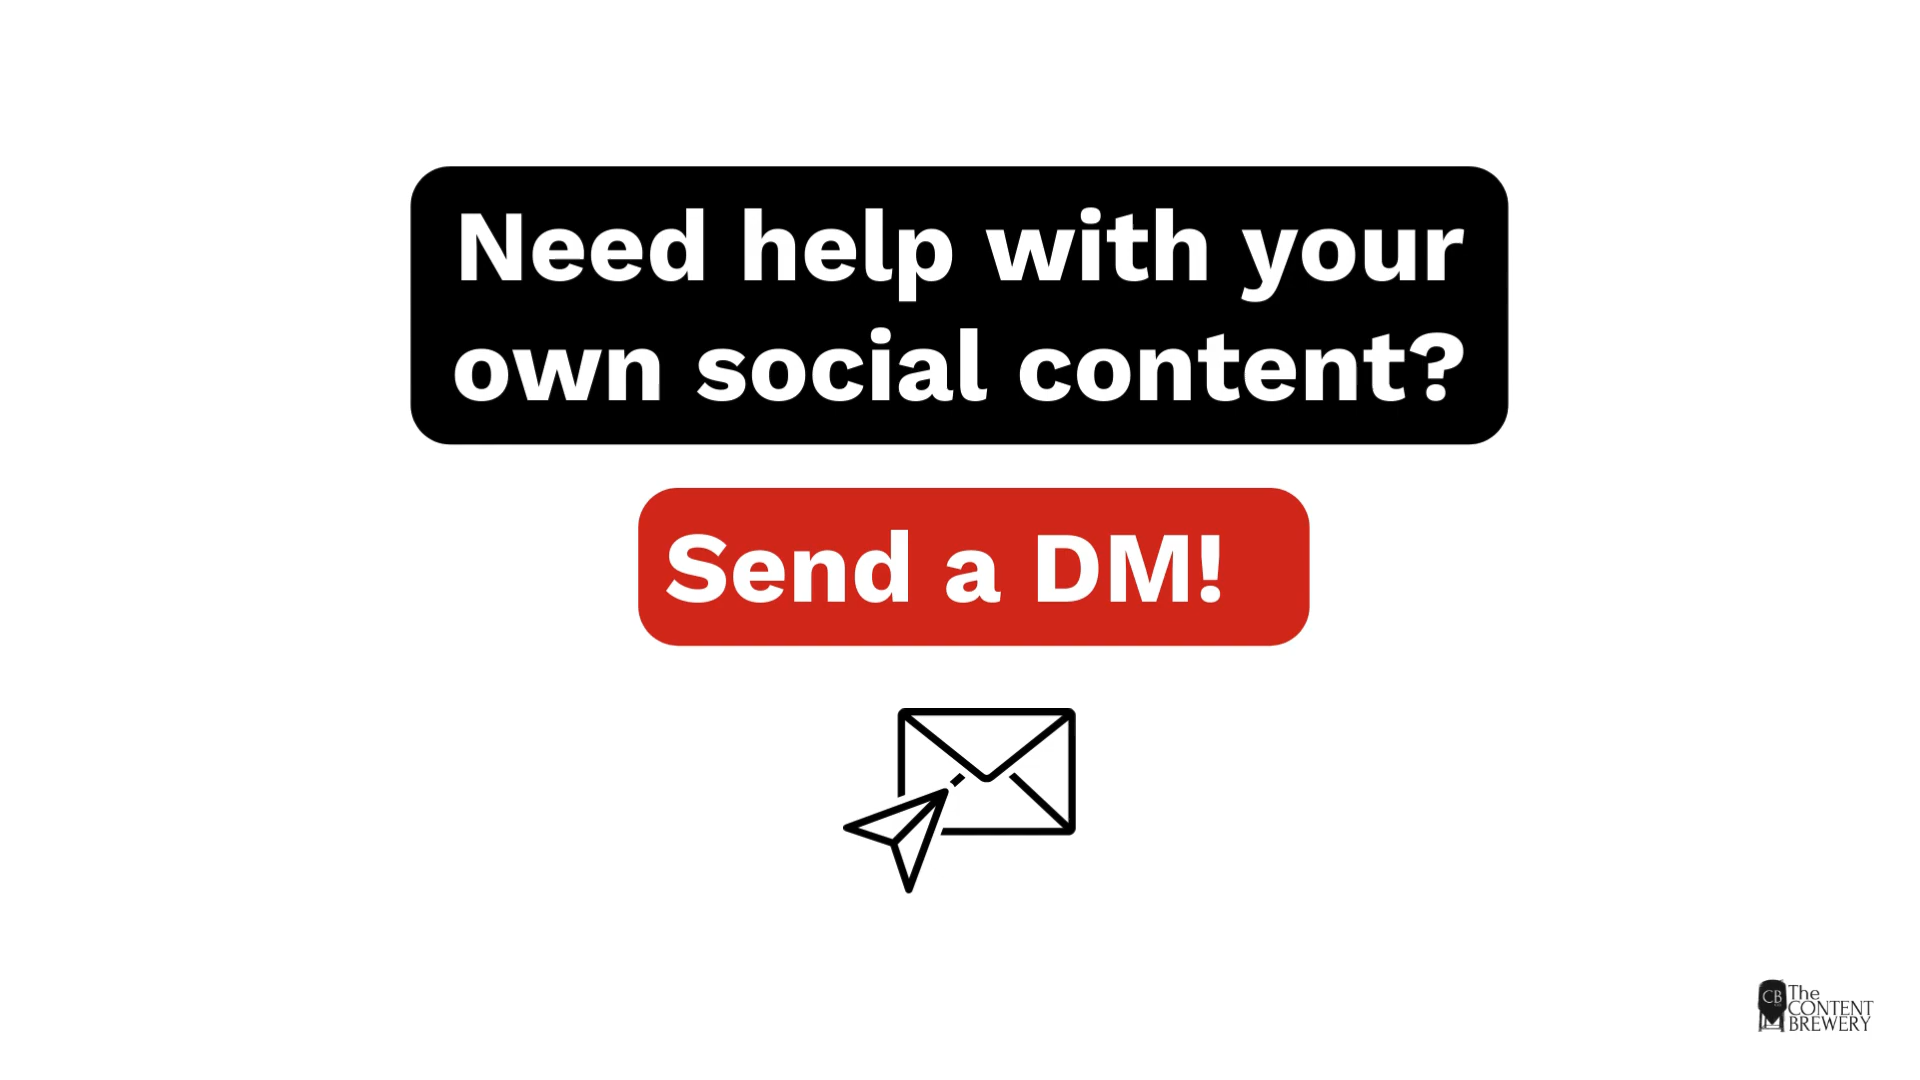 Need help with your
own social content?
Send a DM!
CB
The
CONTENT
BREWERY